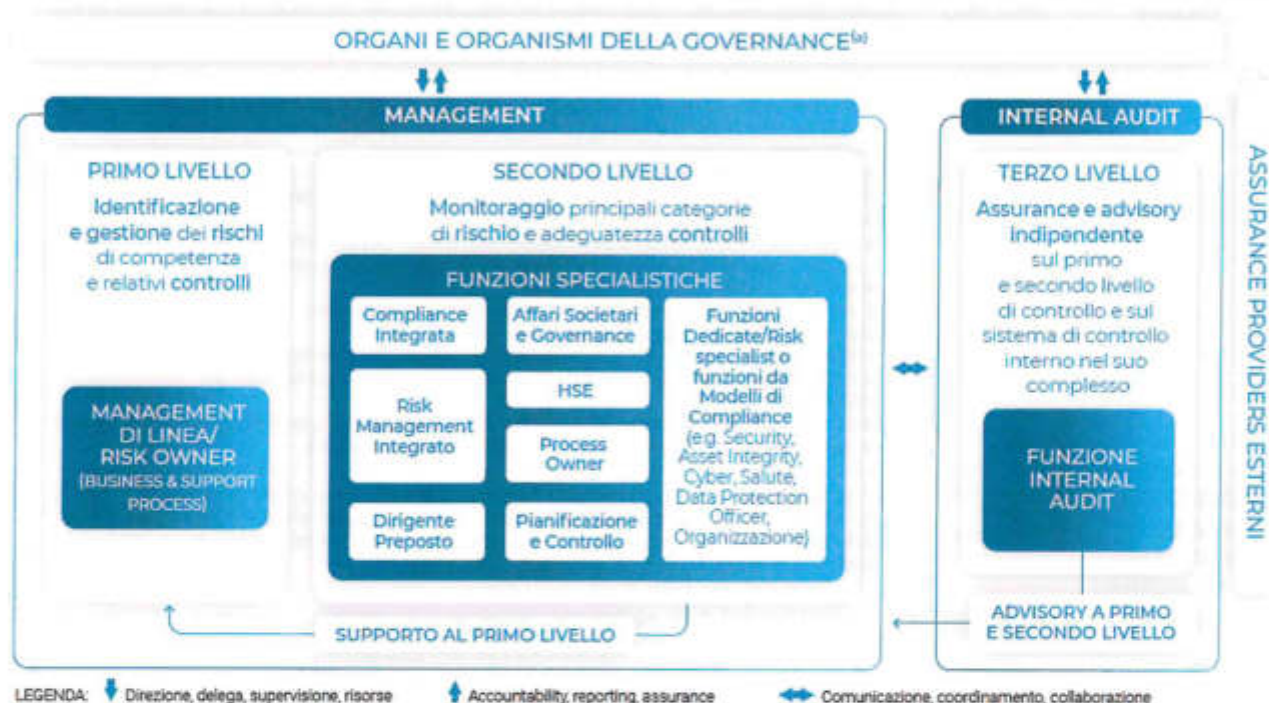 ORGANI E ORGANISMI DELLA GOVERNANCE(a)
MANAGEMENT
PRIMO LIVELLO
Identificazione
e gestione dei rischi
di competenza
e relativi controlli
MANAGEMENT
DI LINEA/
RISK OWNER
(BUSINESS & SUPPORT
PROCESS)
SECONDO LIVELLO
Monitoraggio principali categorie
di rischio e adeguatezza controlli
FUNZIONI SPECIALISTICHE
Compliance
Integrata
Risk
Management
Integrato
Dirigente
Preposto
Affari Societari
e Governance
HSE
Process
Owner
Pianificazione
e Controllo
Funzioni
Dedicate/Risk
specialist o
funzioni da
Modelli di
Compliance
(e.g. Security,
Asset Integrity,
Cyber, Salute,
Data Protection
Officer,
Organizzazione)
SUPPORTO AL PRIMO LIVELLO
INTERNAL AUDIT
TERZO LIVELLO
Assurance e advisory
indipendente
sul primo
e secondo livello
di controllo e sul
sistema di controllo
interno nel suo
complesso
FUNZIONE
INTERNAL
AUDIT
ADVISORY A PRIMO
E SECONDO LIVELLO
ASSURANCE PROVIDERS ESTERNI
LEGENDA: Direzione, delega, supervisione, risorse
Accountability, reporting, assurance
Comunicazione, coordinamento, collaborazione